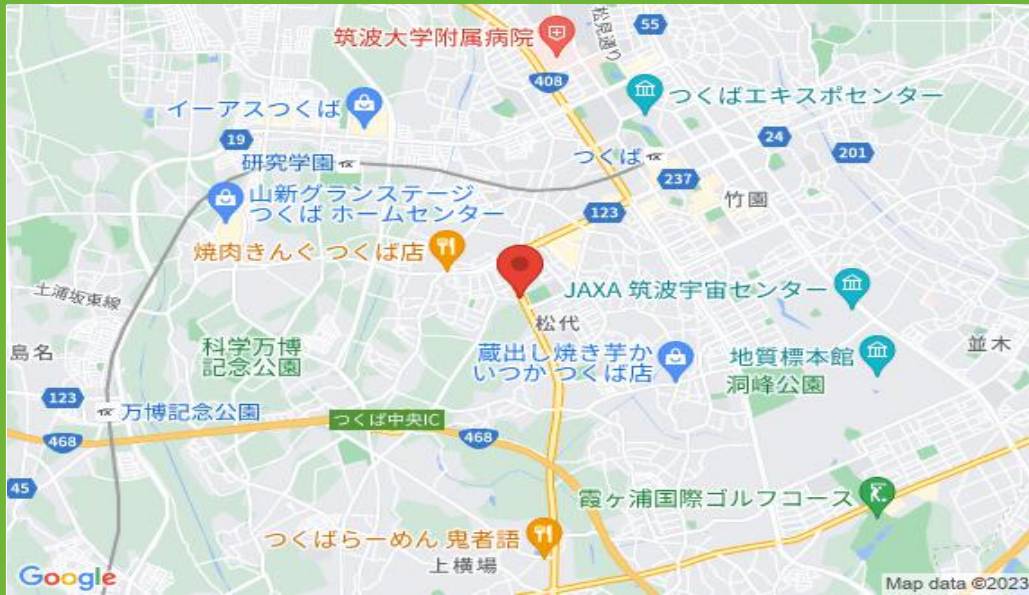 55
筑波大学附属病院
松見通り
408
イーアスつくば
つくばエキスポセンター
19
24
研究学園
つくば
201
237
山新グランステージ
つくば ホームセンター
竹園
123
焼肉きんぐ つくば店
JAXA 筑波宇宙センター
土浦坂東線
松代
島名
科学万博
記念公園
蔵出し焼き芋か
いつか つくば店
地質標本館
並木
洞峰公園
123
万博記念公園
つくば中央IC
468
468
45
霞ヶ浦国際ゴルフコース
つくばらーめん 鬼者語
上横場
Google
Map data ©2023